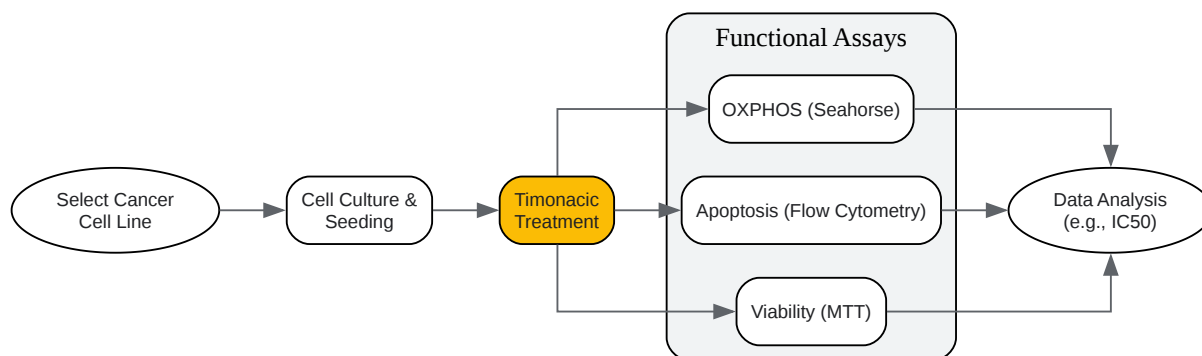 Functional Assays
OXPHOS (Seahorse)
Select Cancer
Cell Line
Cell Culture &
Seeding
Timonacic
Treatment
Apoptosis (Flow Cytometry)
Data Analysis
(e.g., IC50)
Viability (MTT)